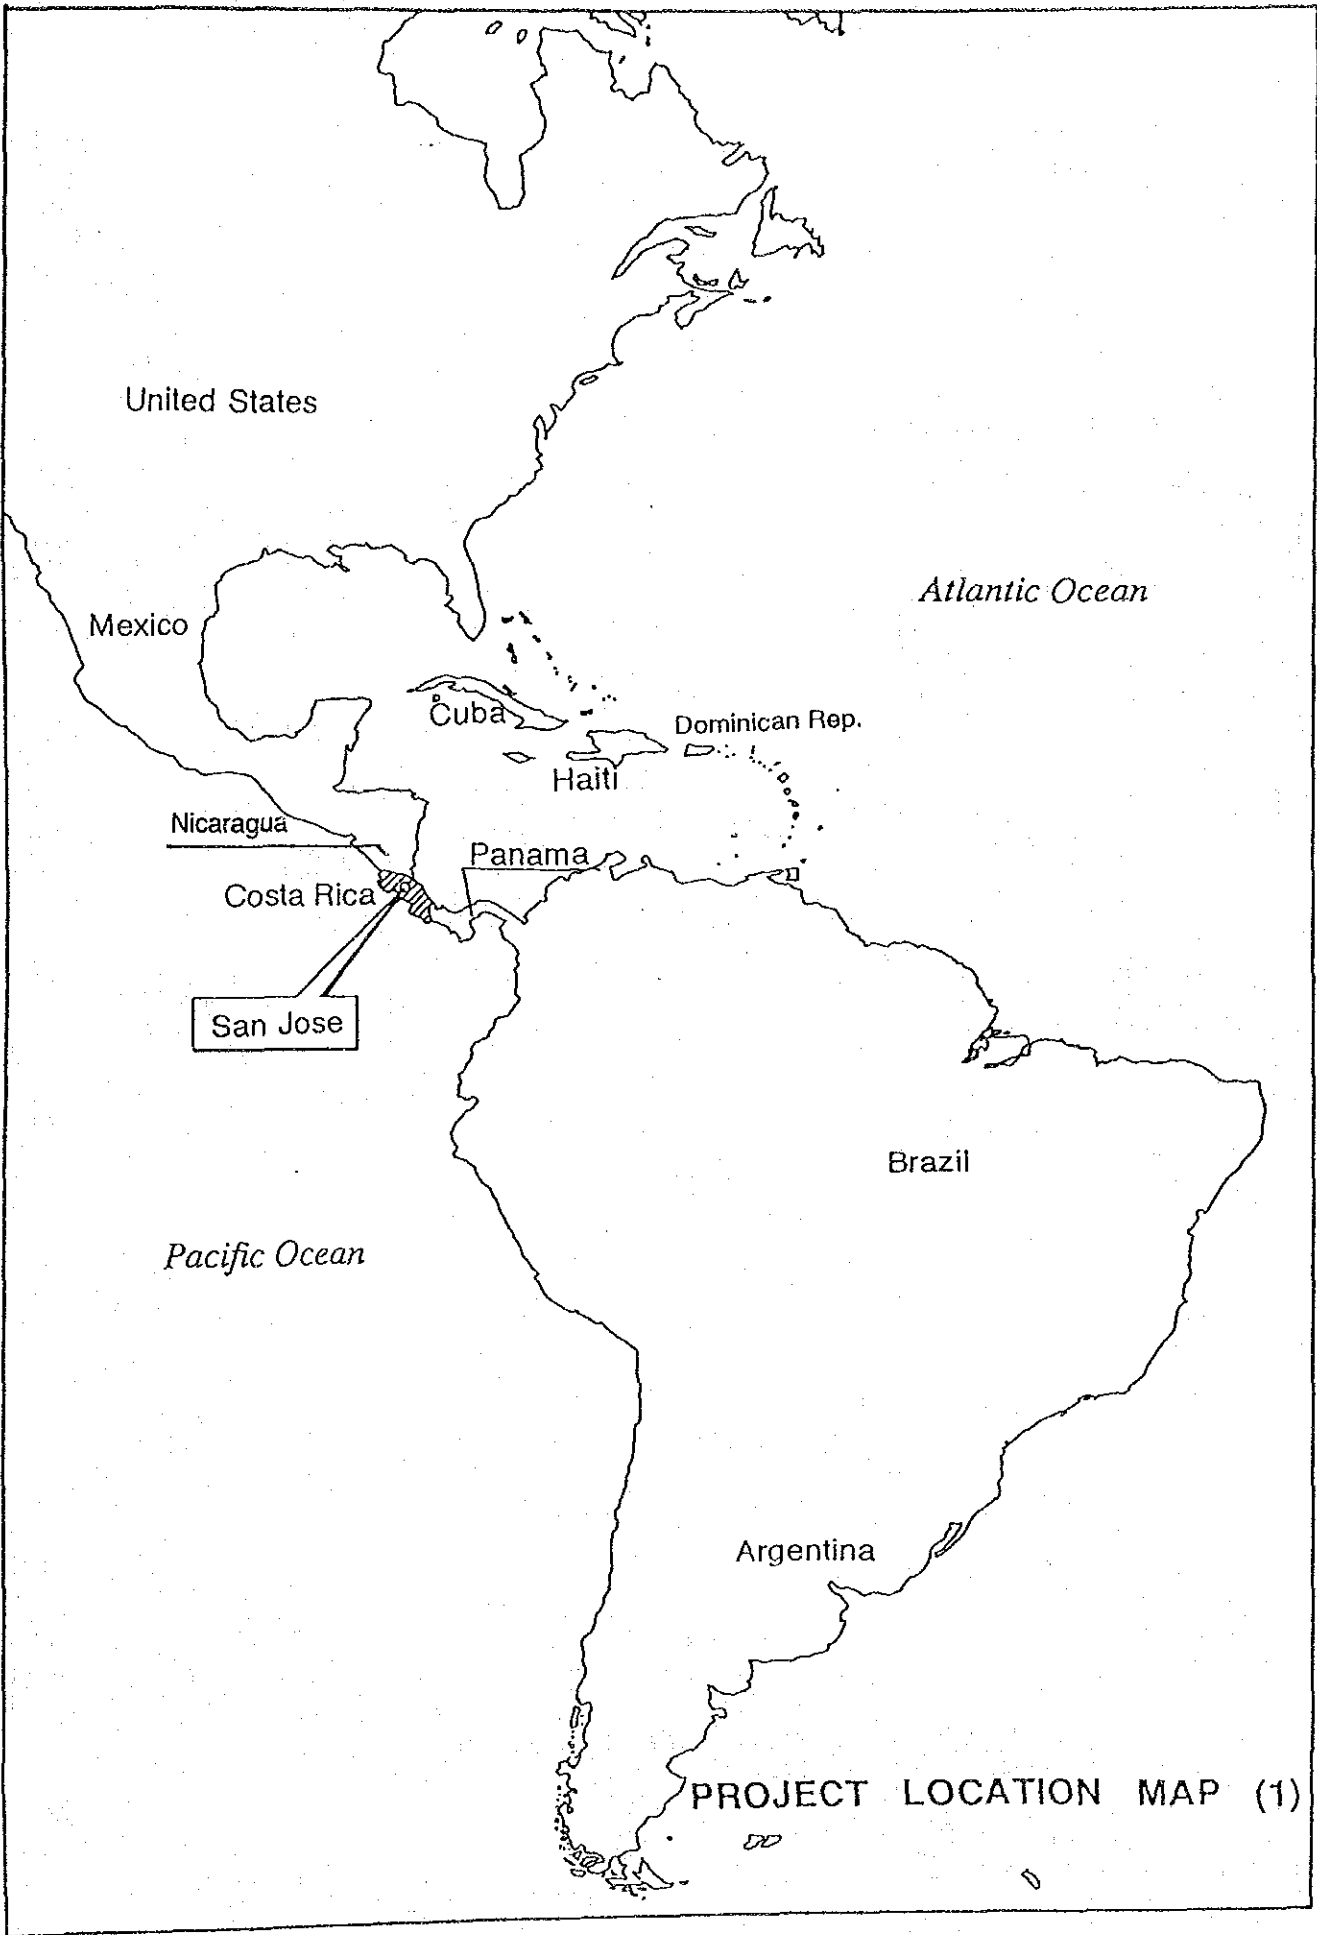 United States
Atlantic Ocean
Mexico
Cuba
Dominican Rep.
Haiti
Nicaragua
Panama
Costa Rica
San Jose
Brazil
Pacific Ocean
Argentina
PROJECT LOCATION MAP (1)